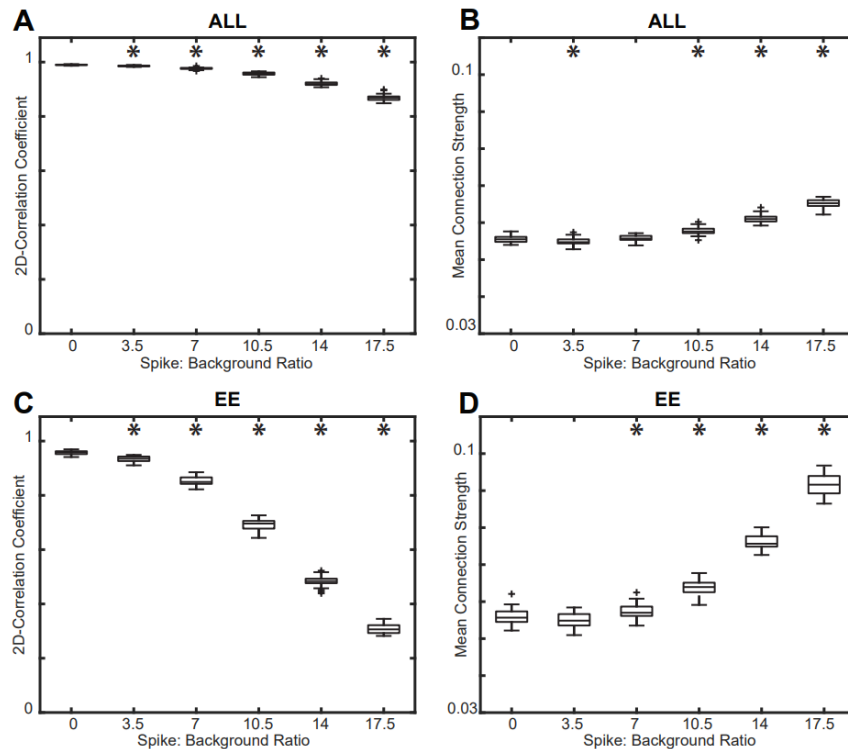 A
ALL
* * * * *
1
0
2D-Correlation Coefficient
0 3.5 7 10.5 14 17.5
Spike: Background Ratio
B
ALL
* * * *
0.1
0.03
Mean Connection Strength
0 3.5 7 10.5 14 17.5
Spike: Background Ratio
C
EE
* * * * *
1
0
2D-Correlation Coefficient
0 3.5 7 10.5 14 17.5
Spike: Background Ratio
D
EE
* * * *
0.1
0.03
Mean Connection Strength
0 3.5 7 10.5 14 17.5
Spike: Background Ratio